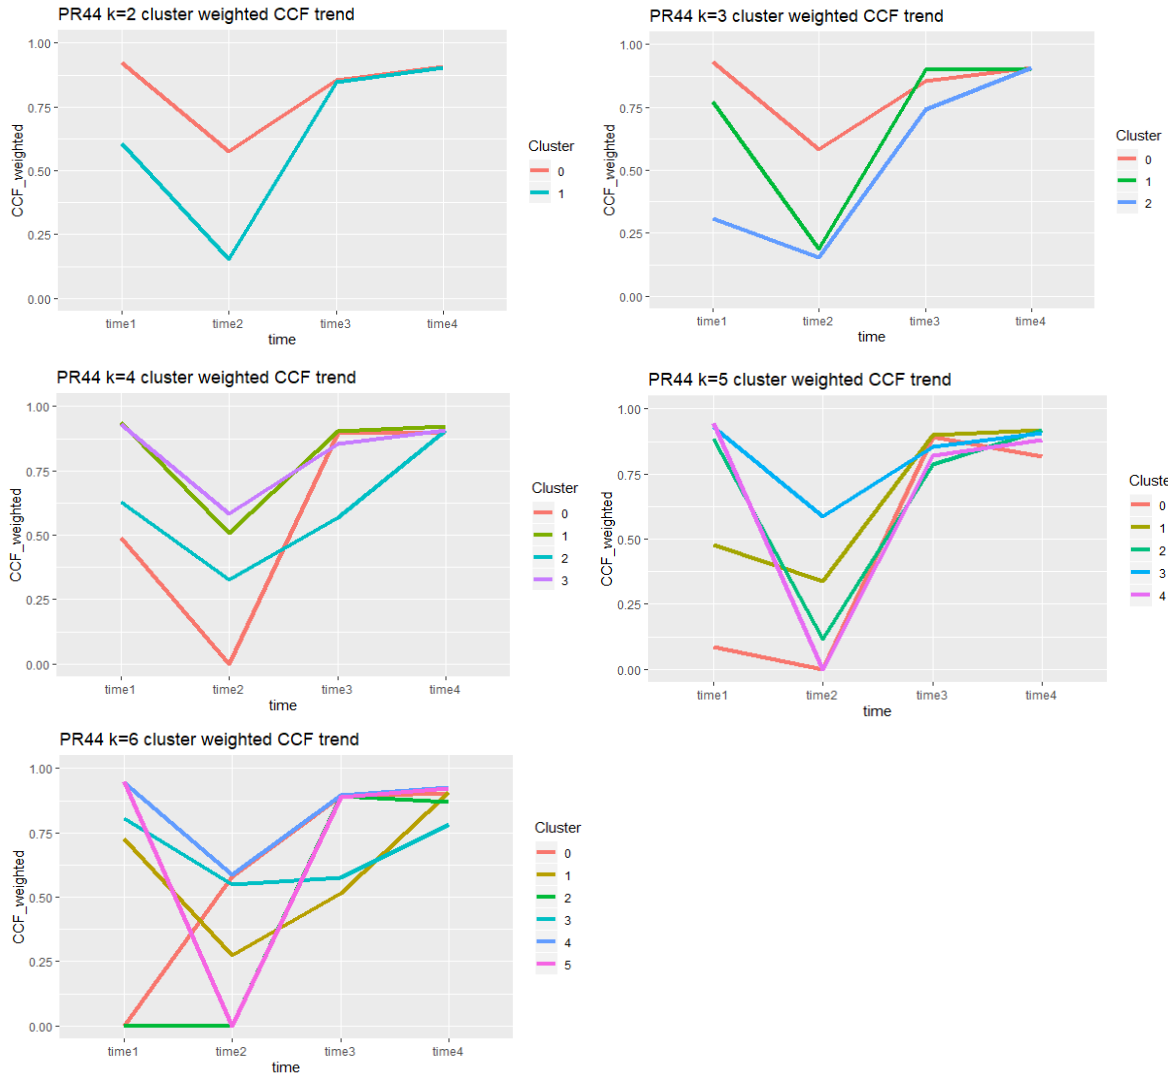 PR44 k=2 cluster weighted CCF trend
1.00
0.75
0.50
0.25
0.00
CCF_weighted
time1 time2 time3 time4
time
Cluster
0
1
PR44 k=3 cluster weighted CCF trend
1.00
0.75
0.50
0.25
0.00
CCF_weighted
time1 time2 time3 time4
time
Cluster
0
1
2
PR44 k=4 cluster weighted CCF trend
1.00
0.75
0.50
0.25
0.00
CCF_weighted
time1 time2 time3 time4
time
Cluster
0
1
2
3
PR44 k=5 cluster weighted CCF trend
1.00
0.75
0.50
0.25
0.00
CCF_weighted
time1 time2 time3 time4
time
Cluste
0
1
2
3
4
PR44 k=6 cluster weighted CCF trend
1.00
0.75
0.50
0.25
0.00
CCF_weighted
time1 time2 time3 time4
time
Cluster
0
1
2
3
4
5